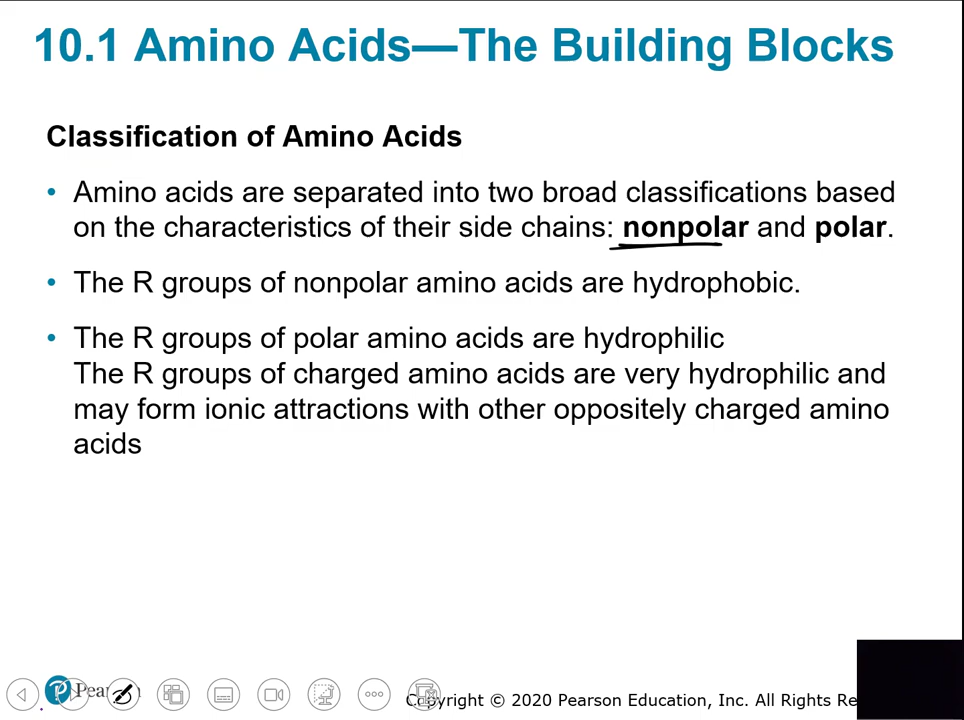 10.1 Amino Acids—The Building Blocks
Classification of Amino Acids
• Amino acids are separated into two broad classifications based
on the characteristics of their side chains: nonpolar and polar.
• The R groups of nonpolar amino acids are hydrophobic.
• The R groups of polar amino acids are hydrophilic
The R groups of charged amino acids are very hydrophilic and
may form ionic attractions with other oppositely charged amino
acids
Copyright © 2020 Pearson Education, Inc. All Rights